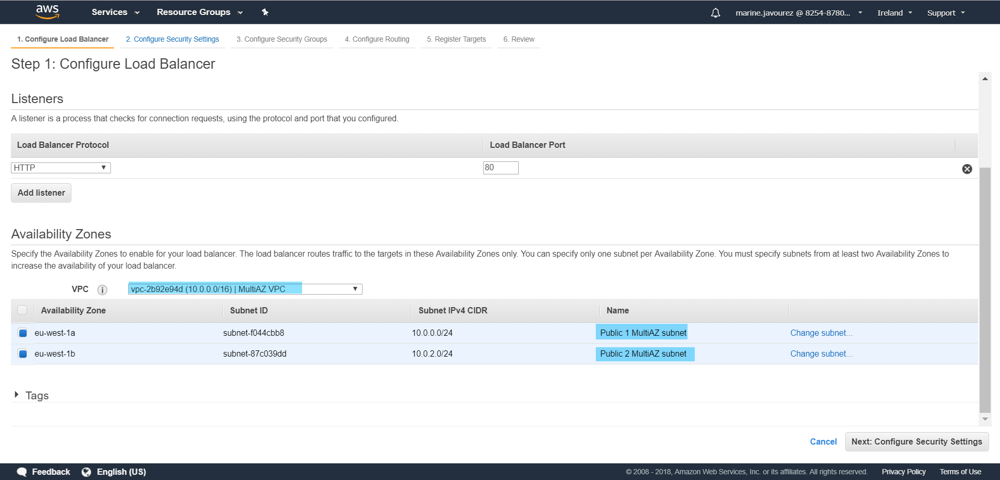 aws Services Resource Groups marine.javourez @ 8254-8780... Ireland Support
1. Configure Load Balancer 2. Configure Security Settings 3. Configure Security Groups 4. Configure Routing 5. Register Targets 6. Review
Step 1: Configure Load Balancer
Listeners
A listener is a process that checks for connection requests, using the protocol and port that you configured.
Load Balancer Protocol Load Balancer Port
HTTP 80
Add listener
Availability Zones
Specify the Availability Zones to enable for your load balancer. The load balancer routes traffic to the targets in these Availability Zones only. You can specify only one subnet per Availability Zone. You must specify subnets from at least two Availability Zones to
increase the availability of your load balancer.
VPC i vpc-2b92e94d (10.0.0.0/16) | MultiAZ VPC
Availability Zone Subnet ID Subnet IPv4 CIDR Name
eu-west-1a subnet-f044cbb8 10.0.0.0/24 Public 1 MultiAZ subnet Change subnet...
eu-west-1b subnet-87c039dd 10.0.2.0/24 Public 2 MultiAZ subnet Change subnet...
Tags
Cancel Next: Configure Security Settings
Feedback English (US) © 2008 - 2018, Amazon Web Services, Inc. or its affiliates. All rights reserved. Privacy Policy Terms of Use